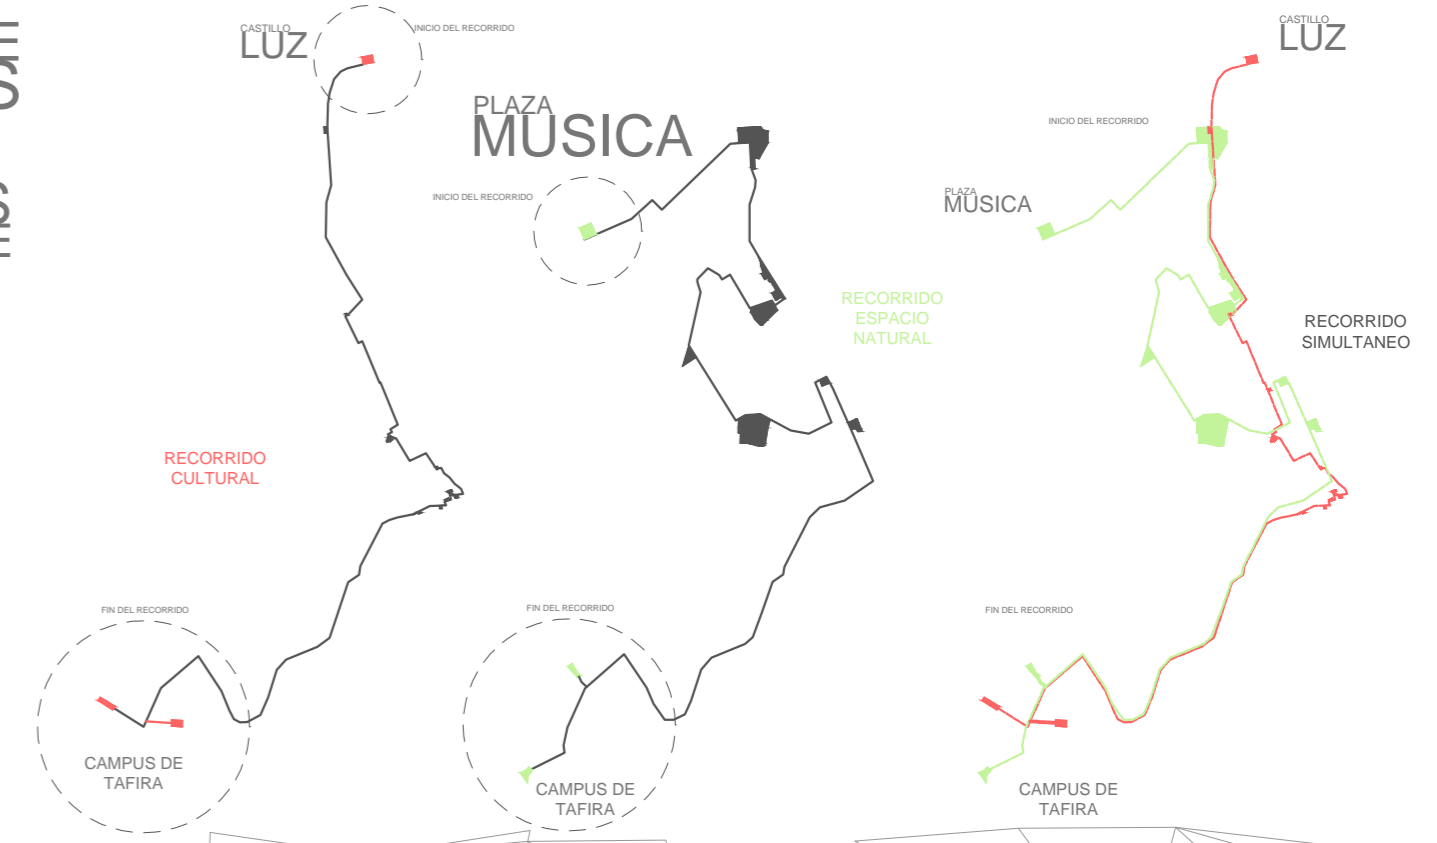 CASTILLO
LUZ
INICIO DEL RECORRIDO
RECORRIDO
CULTURAL
FIN DEL RECORRIDO
CAMPUS DE
TAFIRA
PLAZA
MUSICA
INICIO DEL RECORRIDO
RECORRIDO
ESPACIO
NATURAL
FIN DEL RECORRIDO
CAMPUS DE
TAFIRA
CASTILLO
LUZ
INICIO DEL RECORRIDO
PLAZA
MUSICA
RECORRIDO
SIMULTANEO
FIN DEL RECORRIDO
CAMPUS DE
TAFIRA